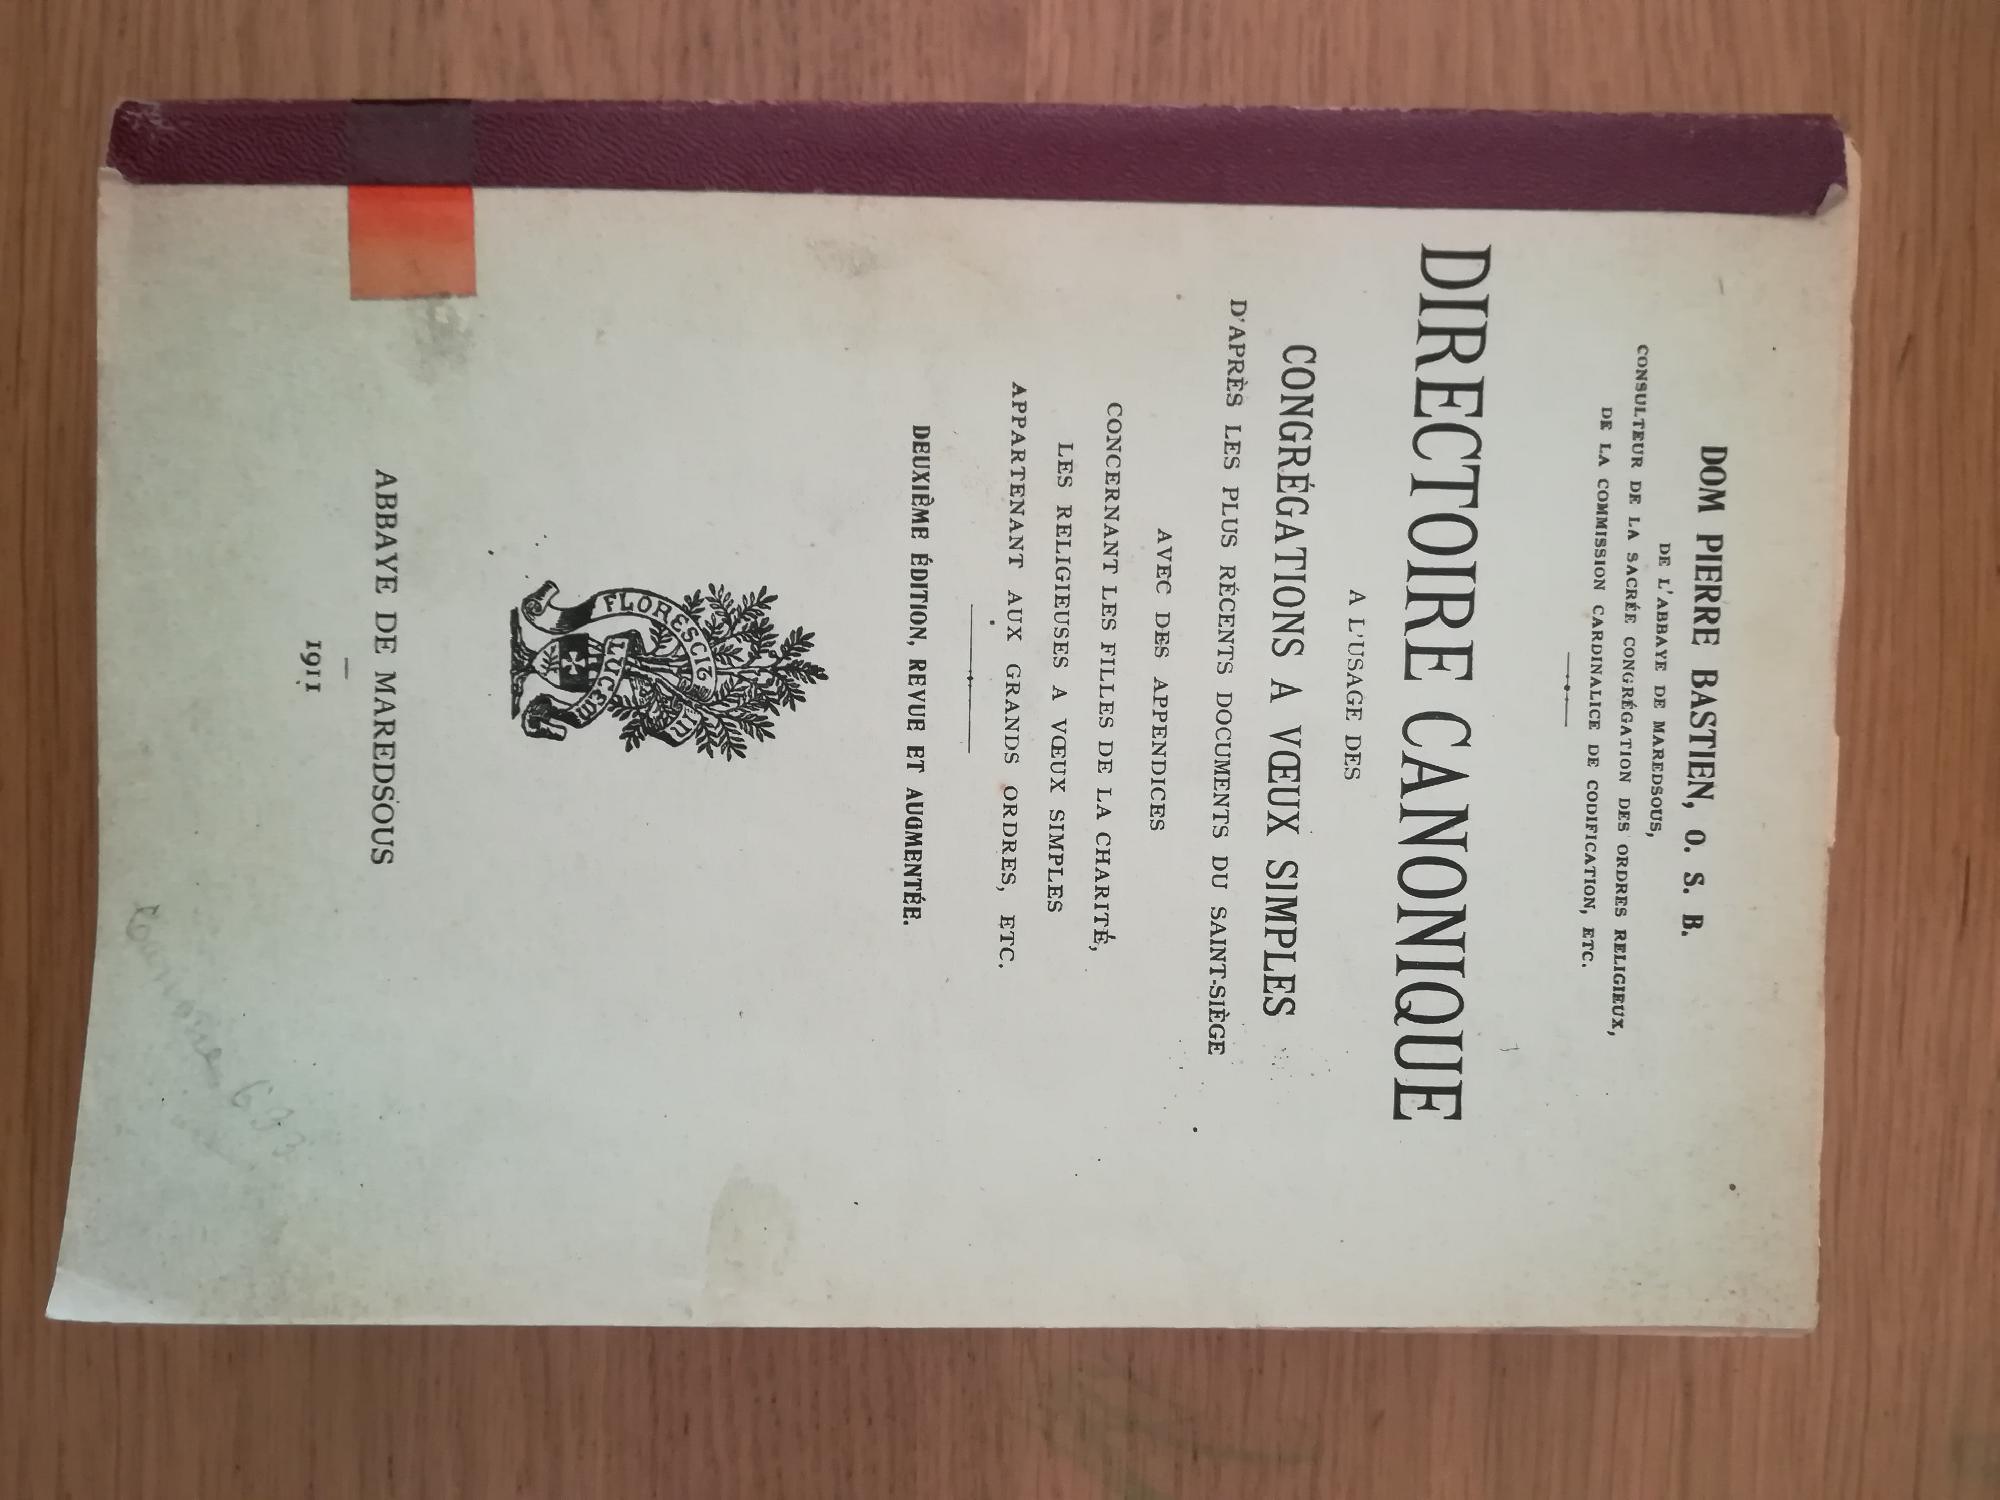 DOM PIERRE BASTIEN, O. S. B.
DE L'ABBAYE DE MAREDSOUS,
CONSULTEUR DE LA SACRÉE CONGRÉGATION DES ORDRES RELIGIEUX,
DE LA COMMISSION CARDINALICE DE CODIFICATION, ETC.
DIRECTOIRE CANONIQUE
A L'USAGE DES
CONGRÉGATIONS A VŒUX SIMPLES
D'APRÈS LES PLUS RÉCENTS DOCUMENTS DU SAINT-SIÈGE
AVEC DES APPENDICES
CONCERNANT LES FILLES DE LA CHARITÉ,
LES RELIGIEUSES A VŒUX SIMPLES
APPARTENANT AUX GRANDS ORDRES, ETC.
DEUXIÈME ÉDITION, REVUE ET AUGMENTÉE.
FLORESCIT
IN
LUCEM
ABBAYE DE MAREDSOUS
1911
633